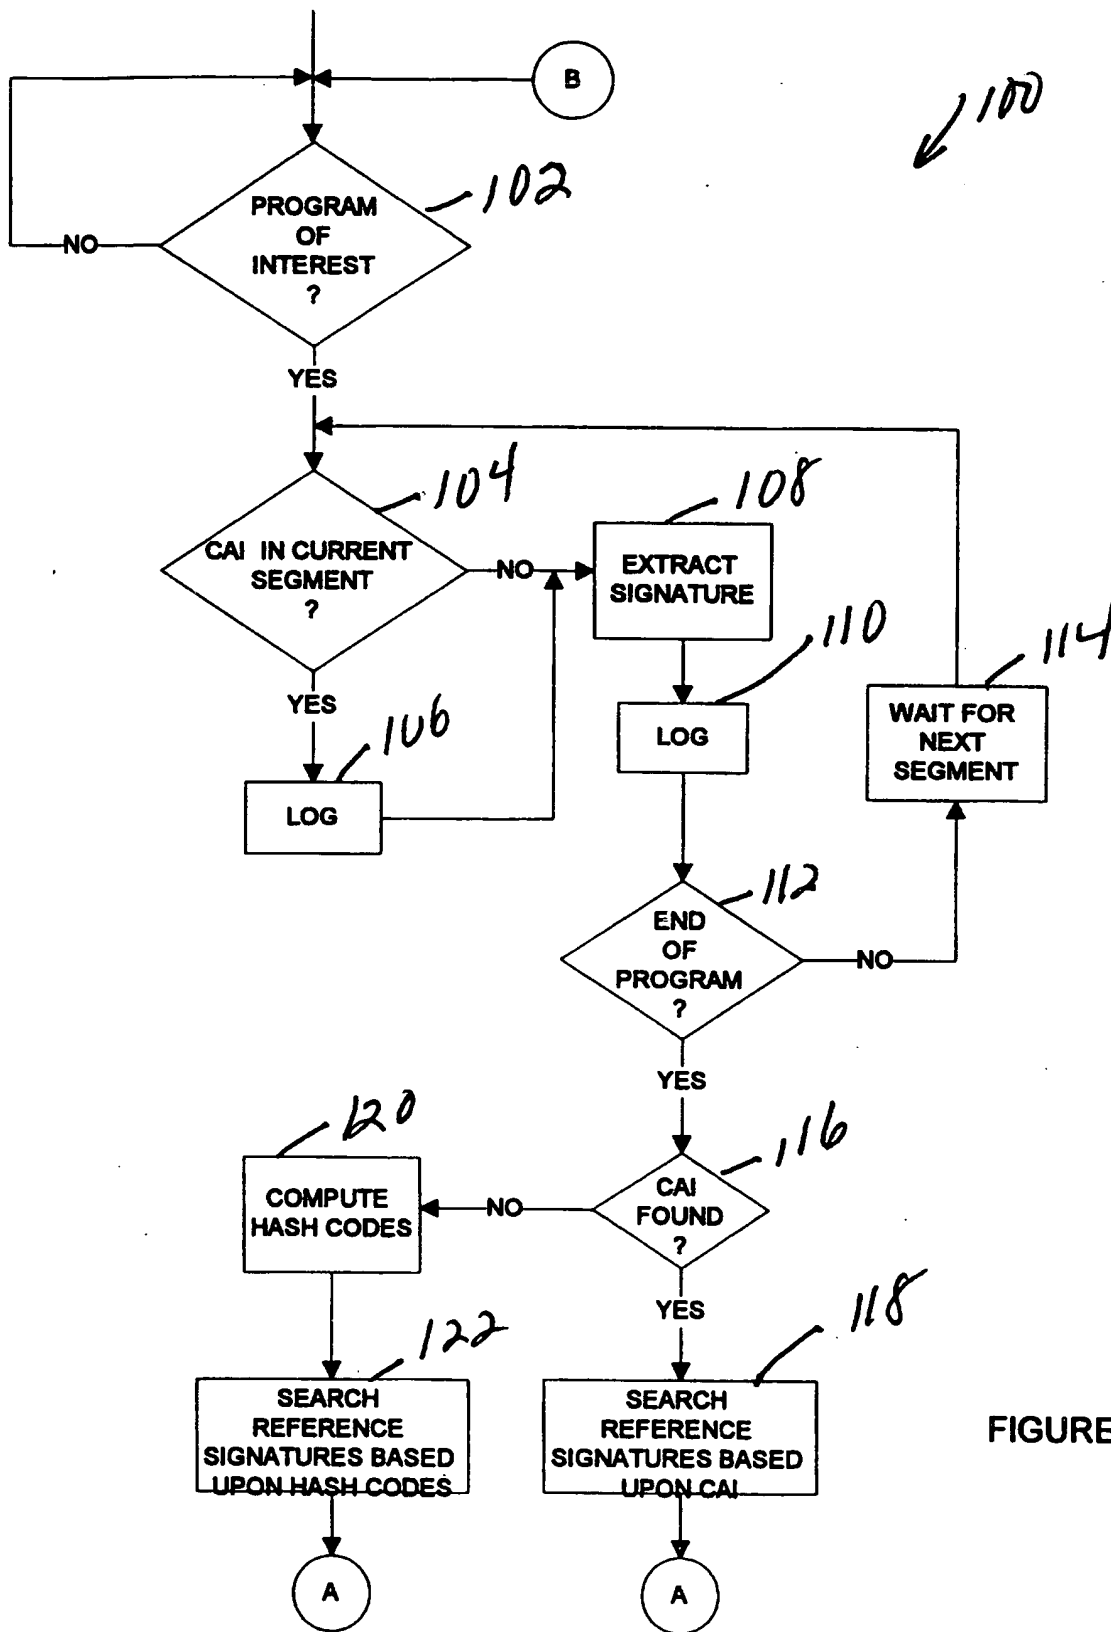 B
100
102
PROGRAM
OF
INTEREST
?
NO
YES
104
108
CAI IN CURRENT
SEGMENT
?
NO
EXTRACT
SIGNATURE
110
114
YES
106
LOG
LOG
WAIT FOR
NEXT
SEGMENT
112
END
OF
PROGRAM
?
NO
YES
120
116
COMPUTE
HASH CODES
NO
CAI
FOUND
?
YES
122
118
SEARCH
REFERENCE
SIGNATURES BASED
UPON HASH CODES
SEARCH
REFERENCE
SIGNATURES BASED
UPON CAI
FIGURE
A
A